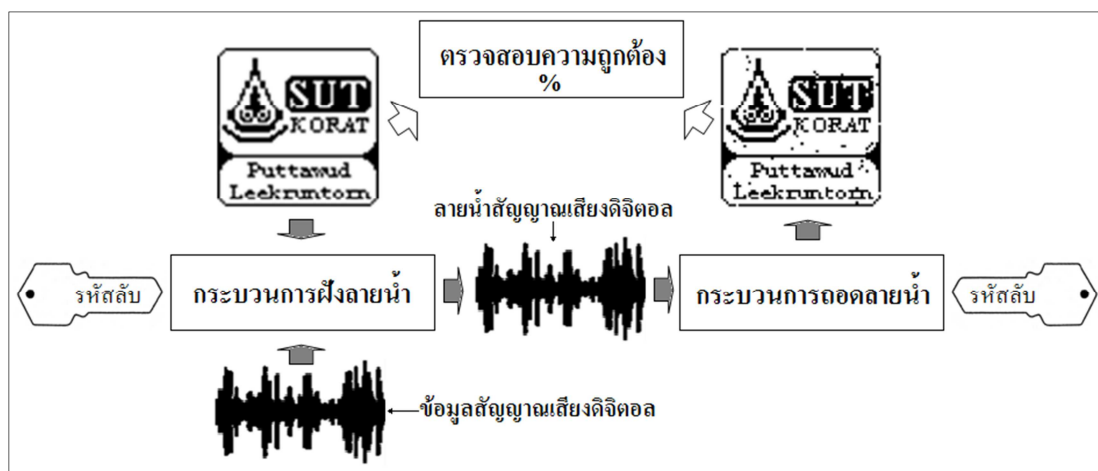 SUT
KORAT
Puttawud
Leekruntorn
ตรวจสอบความถูกต้อง
%
SUT
KORAT
Puttawud
Leekruntorn
ลายน้ำสัญญาณเสียงดิจิตอล
รหัสลับ
กระบวนการฝังลายน้ำ
กระบวนการถอดลายน้ำ
รหัสลับ
ข้อมูลสัญญาณเสียงดิจิตอล